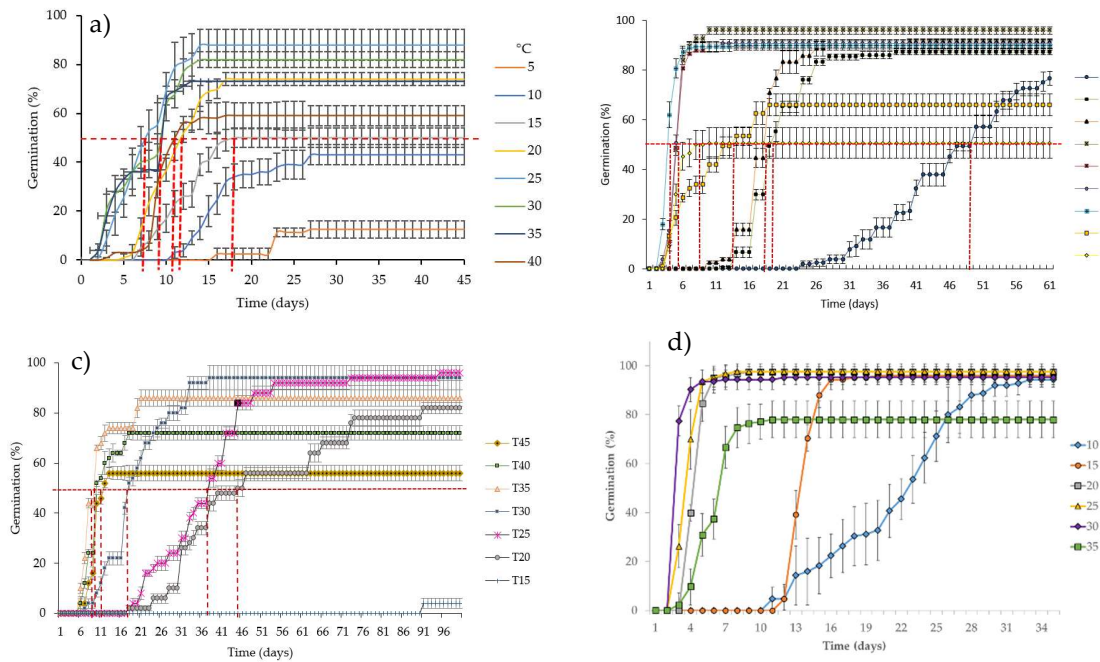 a)
100
80
60
40
20
0
Germination (%)
0 5 10 15 20 25 30 35 40 45
Time (days)
°C
5
10
15
20
25
30
35
40
100
80
60
40
20
0
Germination (%)
1 6 11 16 21 26 31 36 41 46 51 56 61
Time (days)
c)
100
80
60
40
20
0
Germination (%)
1 6 11 16 21 26 31 36 41 46 51 56 61 66 71 76 81 86 91 96
Time (days)
T45
T40
T35
T30
T25
T20
T15
d)
100
80
60
40
20
0
Germination (%)
1 4 7 10 13 16 19 22 25 28 31 34
Time (days)
10
15
20
25
30
35